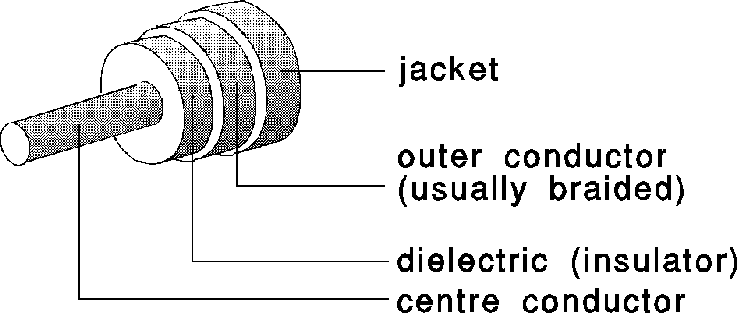 jacket
outer conductor
(usually braided)
dielectric (insulator)
centre conductor